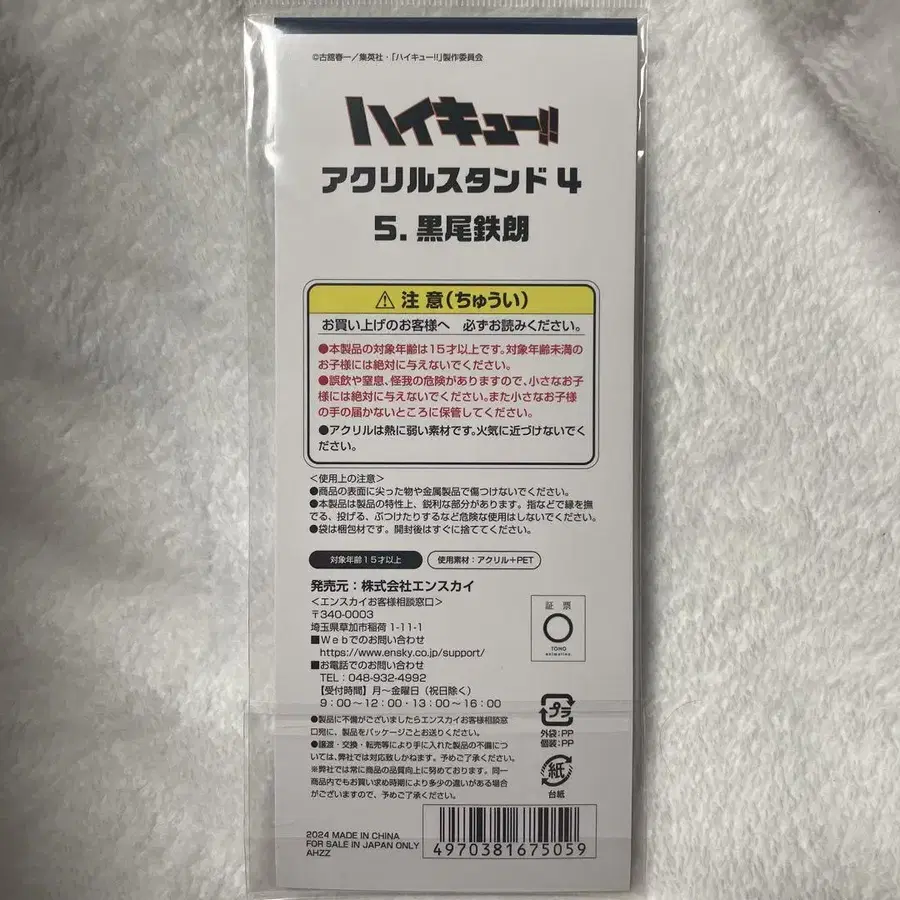 ©古舘春一／集英社・「ハイキュー!!」製作委員会
ハイキュー!!
アクリルスタンド 4
5. 黒尾鉄朗
⚠ 注 意（ちゅうい）
お買い上げのお客様へ 必ずお読みください。
●本製品の対象年齢は15才以上です。対象年齢未満の
お子様には絶対に与えないでください。
●誤飲や窒息、怪我の危険がありますので、小さなお子
様には絶対に与えないでください。また小さなお子様
の手の届かないところに保管してください。
●アクリルは熱に弱い素材です。火気に近づけないでく
ださい。
＜使用上の注意＞
●商品の表面に尖った物や金属製品で傷つけないでください。
●本製品は製品の特性上、鋭利な部分があります。指などで縁を撫
でる、投げる、ぶつけたりするなど危険な使用はしないでください。
●袋は梱包材です。開封後はすぐに捨ててください。
対象年齢15才以上
使用素材：アクリル＋PET
発売元：株式会社エンスカイ
＜エンスカイお客様相談窓口＞
〒340-0003
埼玉県草加市稲荷 1-11-1
■Ｗｅｂでのお問い合わせ
https://www.ensky.co.jp/support/
■お電話でのお問い合わせ
TEL：048-932-4992
【受付時間】月～金曜日（祝日除く）
9：00～12：00・13：00～16：00
証 票
TOHO
animation
●製品に不備がございましたらエンスカイお客様相談窓
口宛に、製品をパッケージごとお送りください。
●譲渡・交換・転売等により手に入れた製品の不備につ
いては、弊社では対応致しかねます。予めご了承ください。
※弊社では常に商品の品質向上に努めております。同一
商品内でもお買い求め時期により多少の違いがある場合
がございますので、予めご了承ください。
プラ
外袋：PP
個装：PP
紙
台紙
2024 MADE IN CHINA
FOR SALE IN JAPAN ONLY
AHZZ
4970381675059